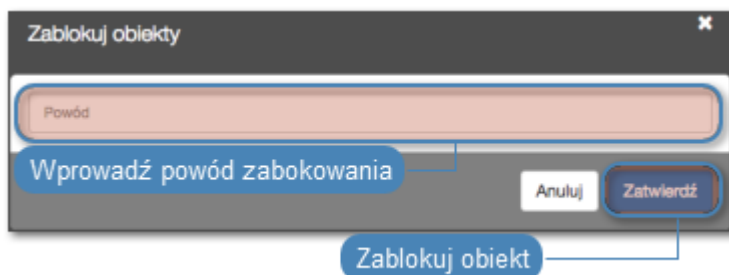 Zablokuj obiekty
Powód
Wprowadź powód zabokowania
Anuluj
Zatwierdź
Zablokuj obiekt